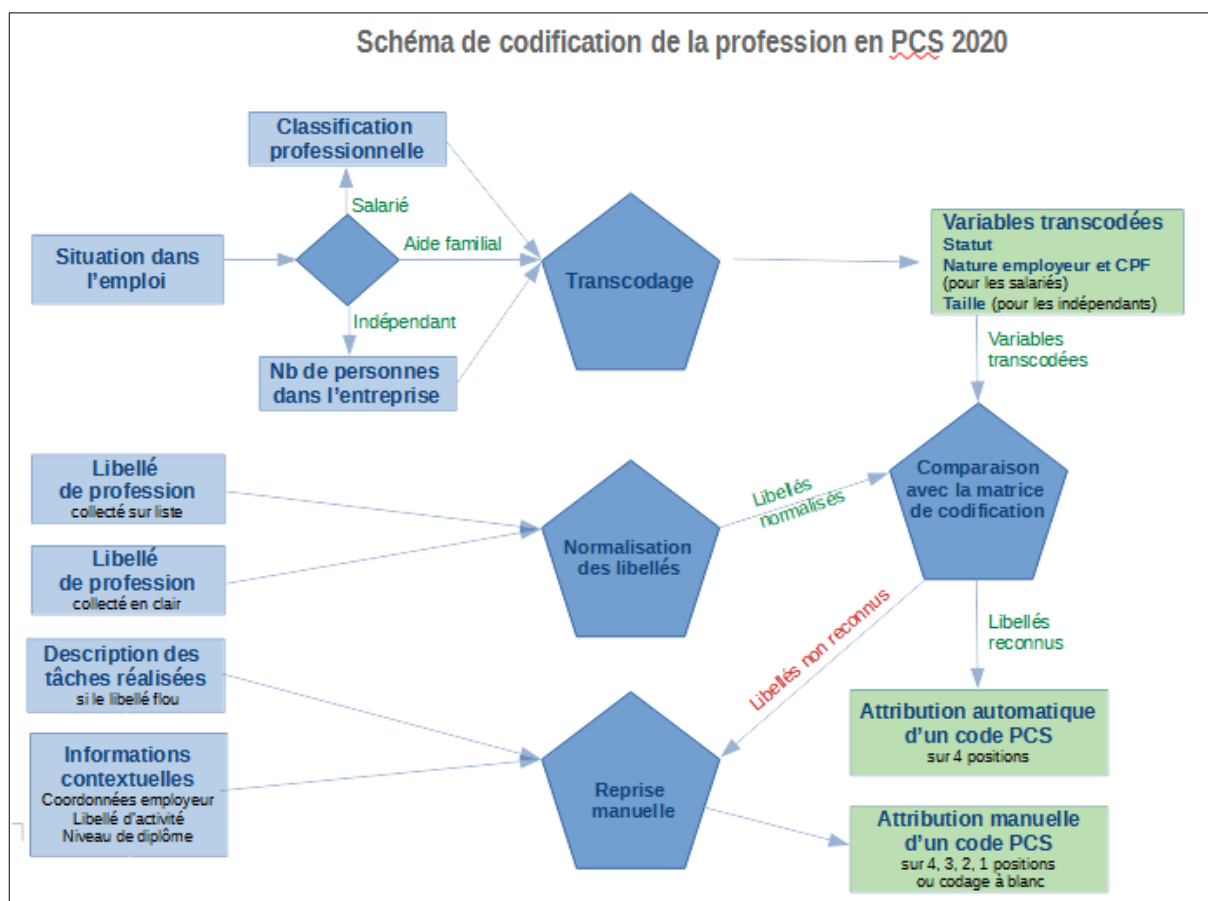 Schéma de codification de la profession en PCS 2020
Classification
professionnelle
Salarié
Situation dans
l'emploi
Aide familial
Indépendant
Nb de personnes
dans l'entreprise
Transcodage
Variables transcodées
Statut
Nature employeur et CPF
(pour les salariés)
Taille (pour les indépendants)
Variables
transcodées
Libellé
de profession
collecté sur liste
Libellé
de profession
collecté en clair
Normalisation
des libellés
Libellés
normalisés
Comparaison
avec la matrice
de codification
Libellés non reconnus
Libellés
reconnus
Description des
tâches réalisées
si le libellé flou
Informations
contextuelles
Coordonnées employeur
Libellé d'activité
Niveau de diplôme
Reprise
manuelle
Attribution automatique
d'un code PCS
sur 4 positions
Attribution manuelle
d'un code PCS
sur 4, 3, 2, 1 positions
ou codage à blanc